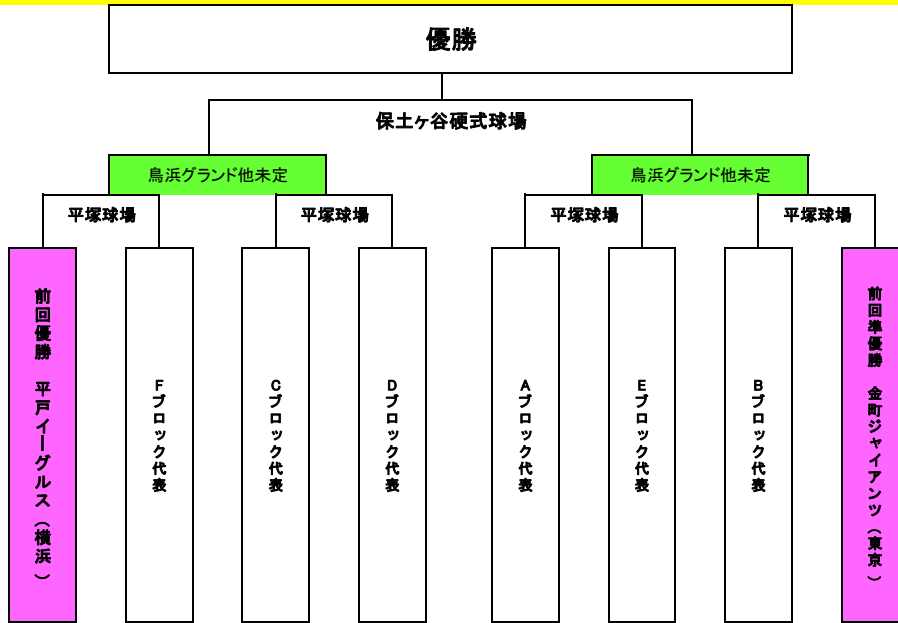 優勝
保土ヶ谷硬式球場
鳥浜グランド他未定
鳥浜グランド他未定
平塚球場
平塚球場
平塚球場
平塚球場
前回優勝　平戸イーグルス（横浜）
Fブロック代表
Cブロック代表
Dブロック代表
Aブロック代表
Eブロック代表
Bブロック代表
前回準優勝　金町ジャイアンツ（東京）